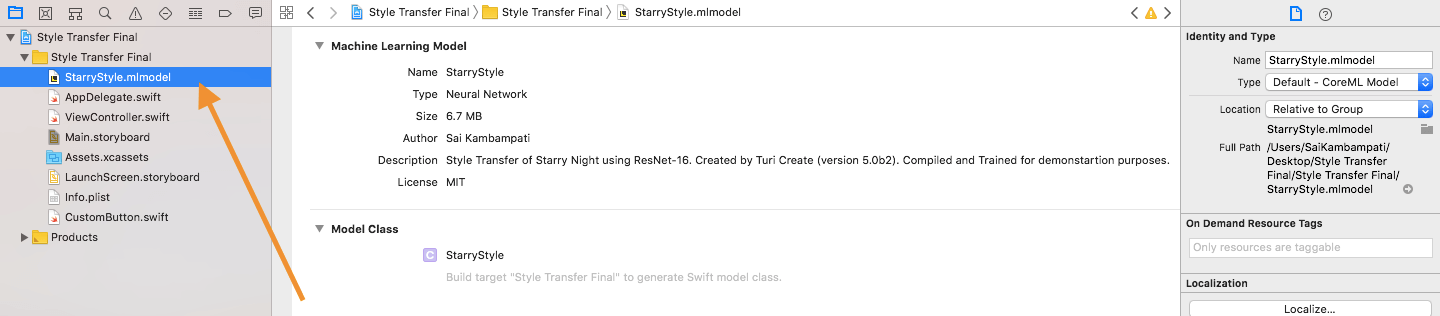 Style Transfer Final
Style Transfer Final
StarryStyle.mlmodel
AppDelegate.swift
ViewController.swift
Main.storyboard
Assets.xcassets
LaunchScreen.storyboard
Info.plist
CustomButton.swift
Products
Style Transfer Final 〉 Style Transfer Final 〉 StarryStyle.mlmodel
Machine Learning Model
Name StarryStyle
Type Neural Network
Size 6.7 MB
Author Sai Kambampati
Description Style Transfer of Starry Night using ResNet-16. Created by Turi Create (version 5.0b2). Compiled and Trained for demonstartion purposes.
License MIT
Model Class
C StarryStyle
Build target "Style Transfer Final" to generate Swift model class.
Identity and Type
Name StarryStyle.mlmodel
Type Default - CoreML Model
Location Relative to Group
StarryStyle.mlmodel
Full Path /Users/SaiKambampati/
Desktop/Style Transfer
Final/Style Transfer Final/
StarryStyle.mlmodel
On Demand Resource Tags
Only resources are taggable
Localization
Localize...